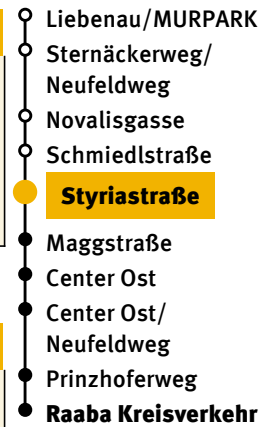 Liebenau/MURPARK
Sternäckerweg/
Neufeldweg
Novalisgasse
Schmiedlstraße
Styriastraße
Maggstraße
Center Ost
Center Ost/
Neufeldweg
Prinzhoferweg
Raaba Kreisverkehr